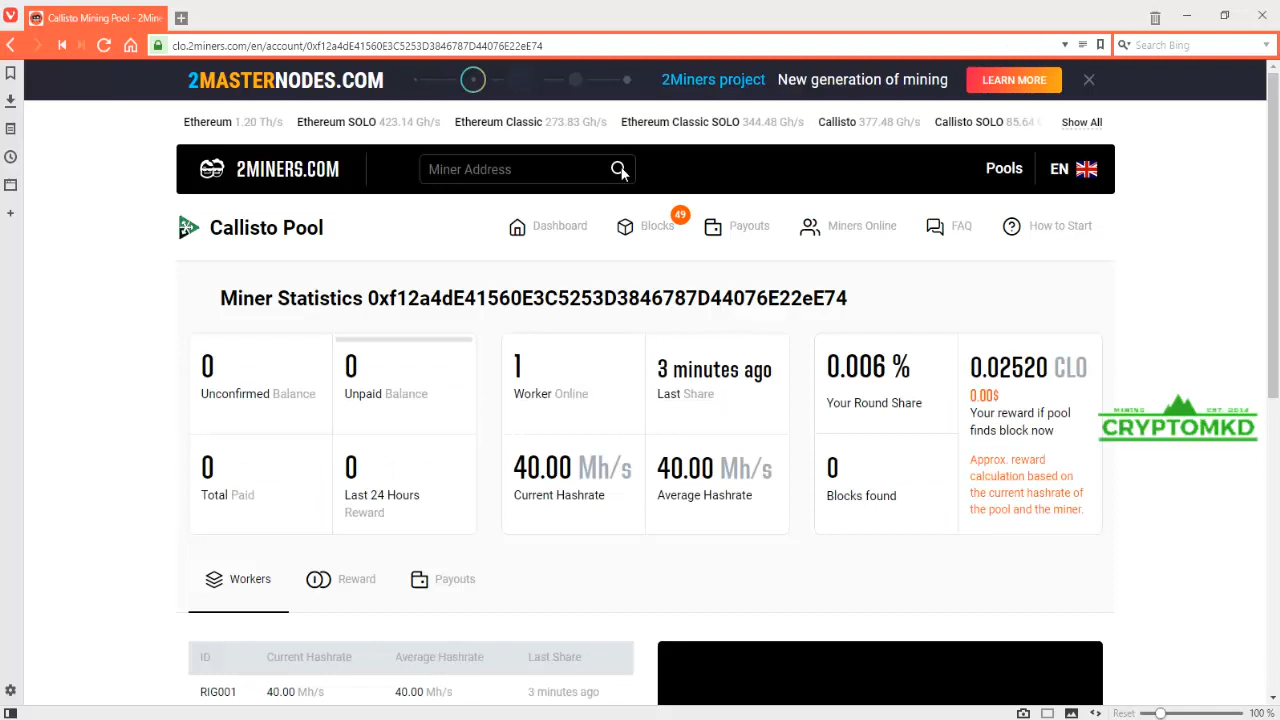 Callisto Mining Pool - 2Mine
clo.2miners.com/en/account/0xf12a4dE41560E3C5253D3846787D44076E22eE74
Search Bing
2MASTERNODES.COM
2Miners project New generation of mining
LEARN MORE
Ethereum 1.20 Th/s Ethereum SOLO 423.14 Gh/s Ethereum Classic 273.83 Gh/s Ethereum Classic SOLO 344.48 Gh/s Callisto 377.48 Gh/s Callisto SOLO 85.64 Show All
2MINERS.COM
Miner Address
Pools
EN
Callisto Pool
Dashboard
Blocks 49
Payouts
Miners Online
FAQ
How to Start
Miner Statistics 0xf12a4dE41560E3C5253D3846787D44076E22eE74
0
Unconfirmed Balance
0
Unpaid Balance
0
Total Paid
0
Last 24 Hours
Reward
1
Worker Online
3 minutes ago
Last Share
40.00 Mh/s
Current Hashrate
40.00 Mh/s
Average Hashrate
0.006 %
Your Round Share
0
Blocks found
0.02520 CLO
0.00$
Your reward if pool
finds block now
Approx. reward
calculation based on
the current hashrate of
the pool and the miner.
MINING EST. 2014
CRYPTOMKD
Workers
Reward
Payouts
ID Current Hashrate Average Hashrate Last Share
RIG001 40.00 Mh/s 40.00 Mh/s 3 minutes ago
Reset
100 %